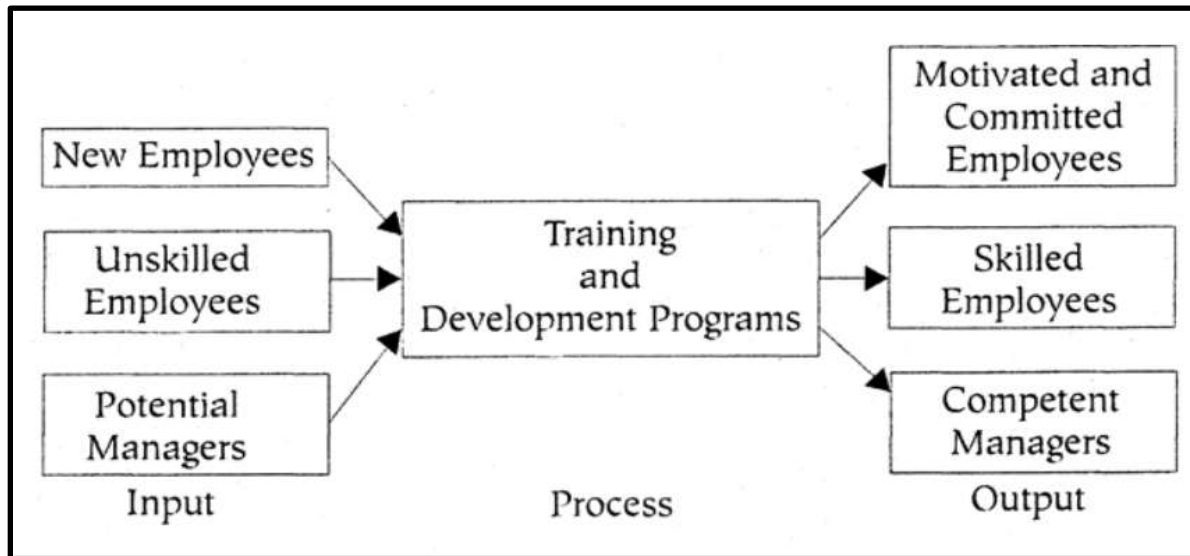 New Employees
Unskilled
Employees
Potential
Managers
Input
Training
and
Development Programs
Process
Motivated and
Committed
Employees
Skilled
Employees
Competent
Managers
Output